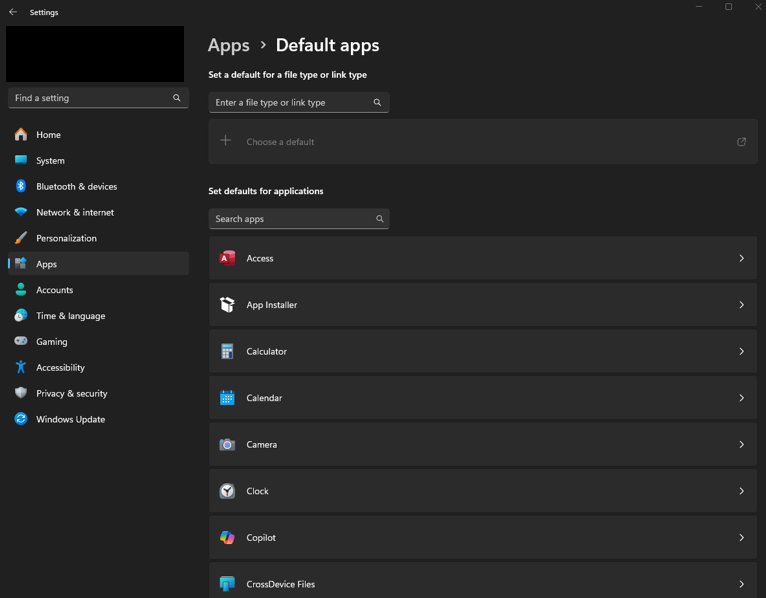 Settings
Apps > Default apps
Set a default for a file type or link type
Find a setting
Enter a file type or link type
Home
Choose a default
System
Bluetooth & devices
Set defaults for applications
Network & internet
Search apps
Personalization
Apps
Access
Accounts
App Installer
Time & language
Gaming
Calculator
Accessibility
Privacy & security
Calendar
Windows Update
Camera
Clock
Copilot
CrossDevice Files